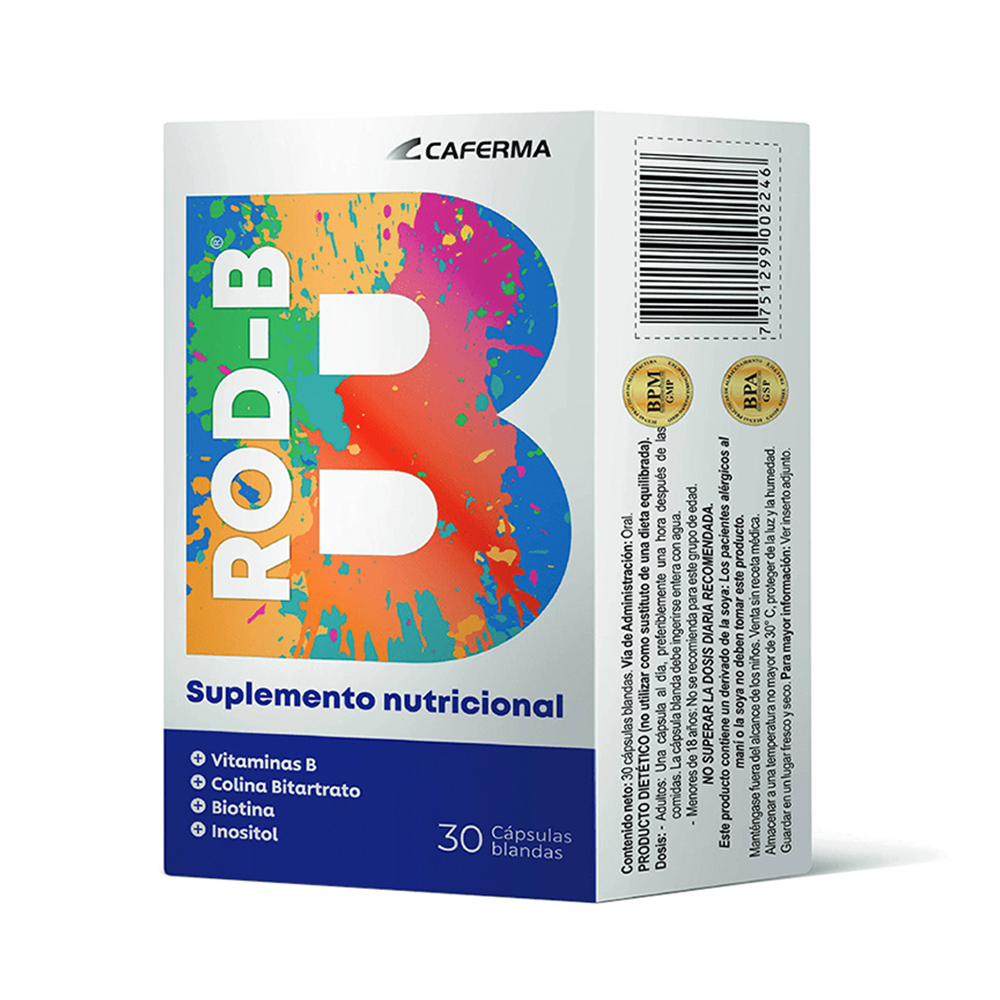 CAFERMA
ROD-B®
Suplemento nutricional
Vitaminas B
Colina Bitartrato
Biotina
Inositol
30 Cápsulas
blandas
7 751299 002246
BPM
GMP
BPA
GSP
Contenido neto: 30 cápsulas blandas. Vía de Administración: Oral.
PRODUCTO DIETÉTICO (no utilizar como sustituto de una dieta equilibrada).
Dosis: - Adultos: Una cápsula al día, preferiblemente una hora después de las
comidas. La cápsula blanda debe ingerirse entera con agua.
- Menores de 18 años: No se recomienda para este grupo de edad.
NO SUPERAR LA DOSIS DIARIA RECOMENDADA.
Este producto contiene un derivado de la soya: Los pacientes alérgicos al
maní o la soya no deben tomar este producto.
Manténgase fuera del alcance de los niños. Venta sin receta médica.
Almacenar a una temperatura no mayor de 30° C, proteger de la luz y la humedad.
Guardar en un lugar fresco y seco. Para mayor información: Ver inserto adjunto.